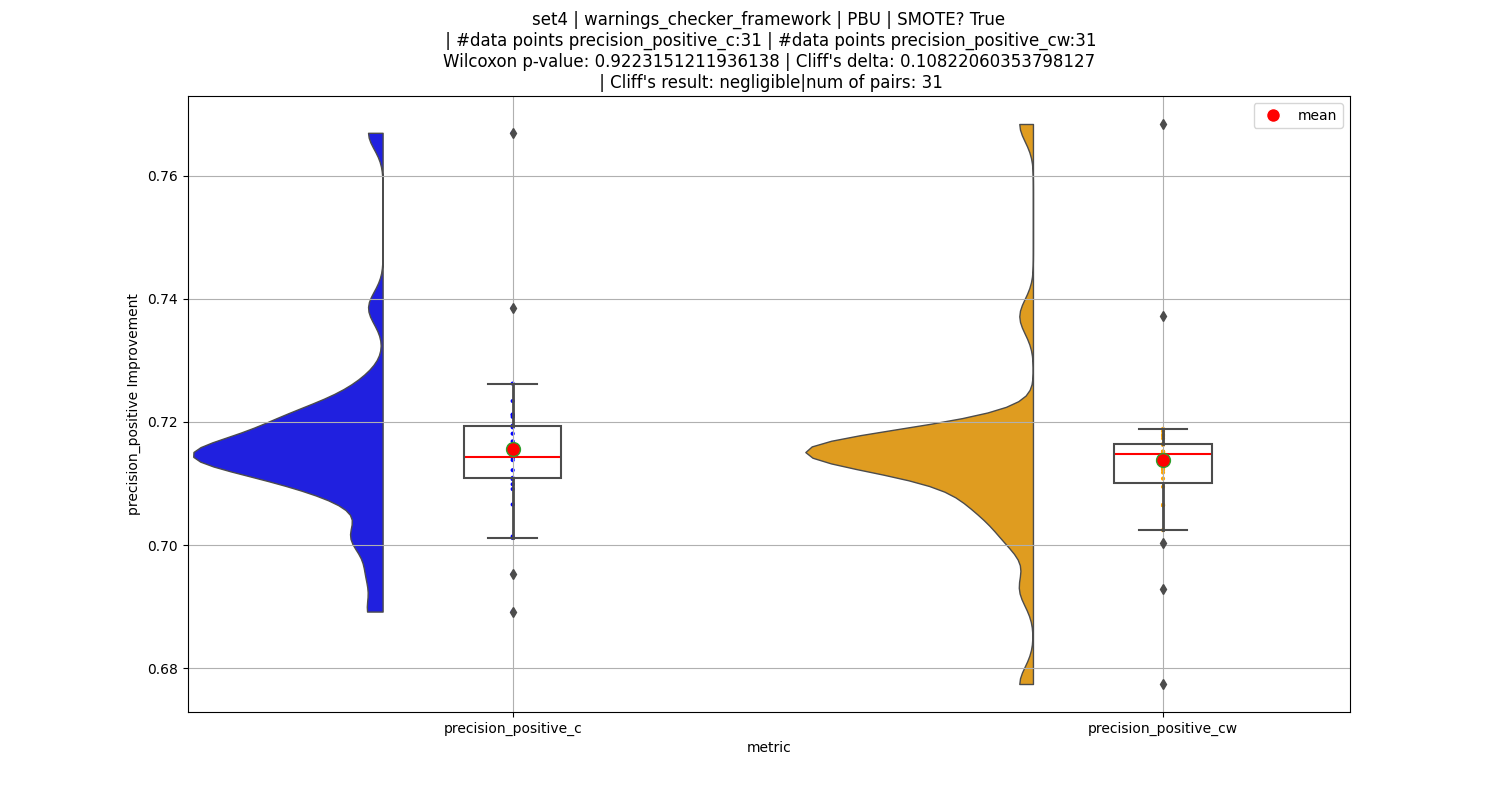 set4 | warnings_checker_framework | PBU | SMOTE? True
| #data points precision_positive_c:31 | #data points precision_positive_cw:31
Wilcoxon p-value: 0.9223151211936138 | Cliff's delta: 0.10822060353798127
| Cliff's result: negligible|num of pairs: 31
mean
0.76
0.74
0.72
0.70
0.68
precision_positive Improvement
precision_positive_c
precision_positive_cw
metric